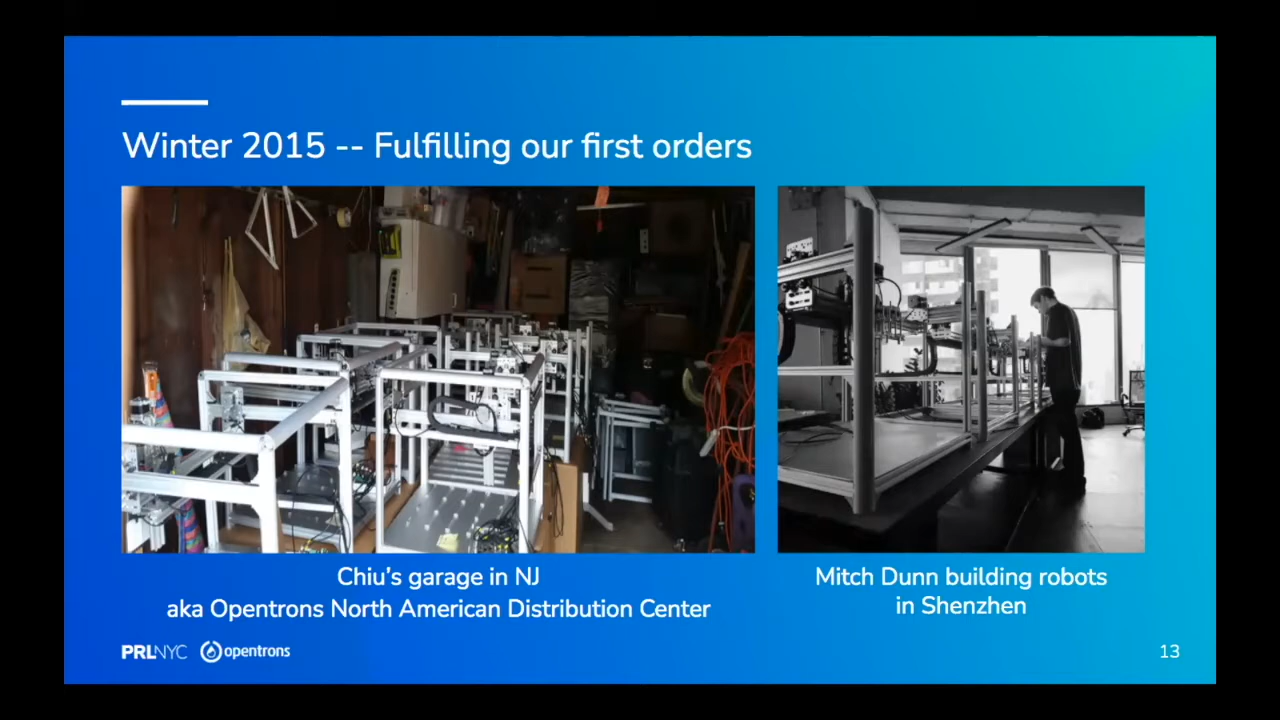 Winter 2015 -- Fulfilling our first orders
Chiu's garage in NJ
aka Opentrons North American Distribution Center
Mitch Dunn building robots
in Shenzhen
PRLNYC opentrons
13